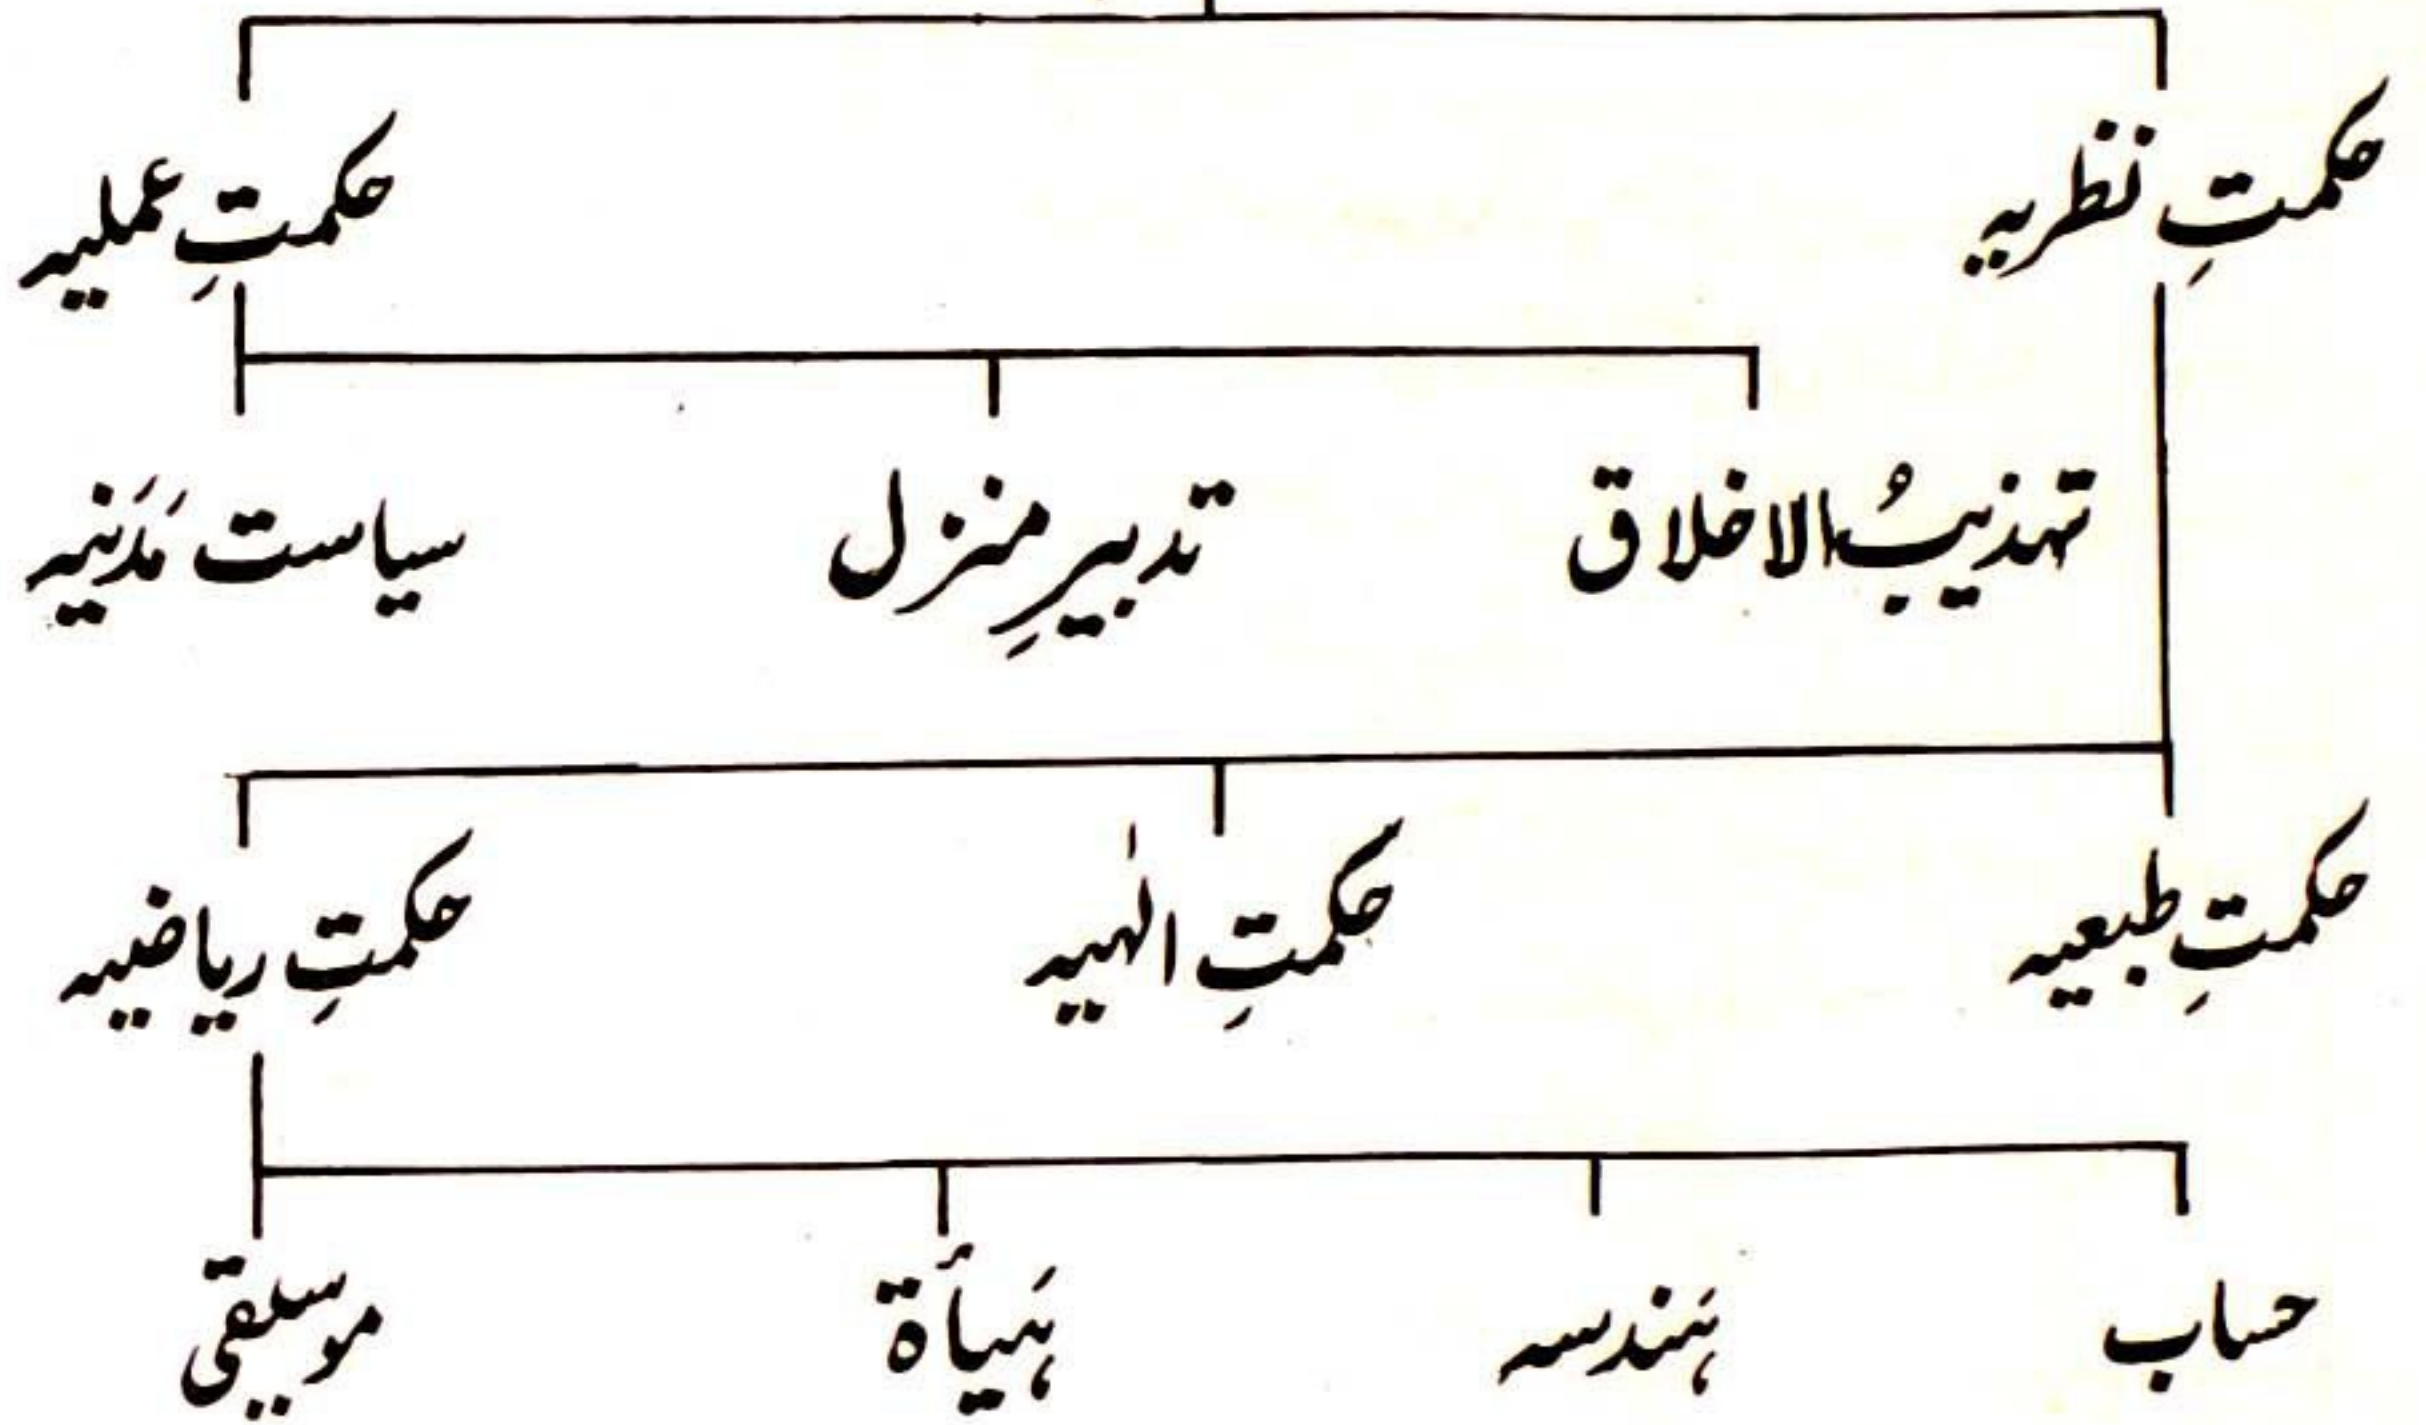 حکمتِ نظریہ حکمتِ عملیہ
تہذیبُ الاخلاق تدبیرِ منزل سیاست مَدَنیہ
حکمتِ طبعیہ حکمتِ الٰہیہ حکمتِ ریاضیہ
حساب ہَندسہ ہَیأۃ موسیقی